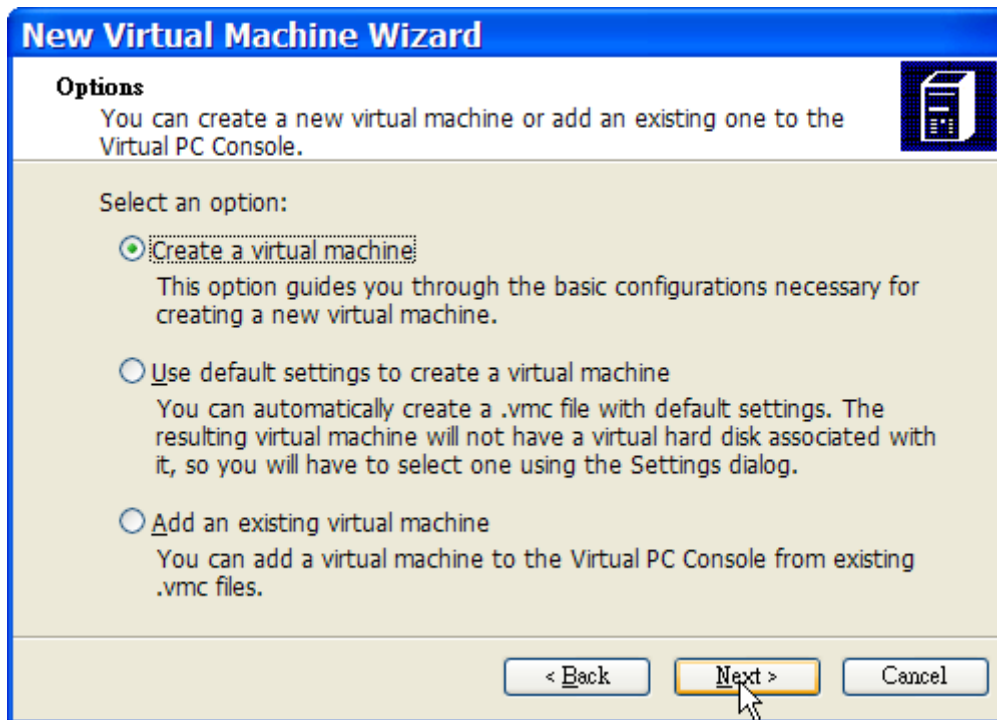 New Virtual Machine Wizard
Options
You can create a new virtual machine or add an existing one to the
Virtual PC Console.
Select an option:
Create a virtual machine
This option guides you through the basic configurations necessary for
creating a new virtual machine.
Use default settings to create a virtual machine
You can automatically create a .vmc file with default settings. The
resulting virtual machine will not have a virtual hard disk associated with
it, so you will have to select one using the Settings dialog.
Add an existing virtual machine
You can add a virtual machine to the Virtual PC Console from existing
.vmc files.
< Back Next > Cancel